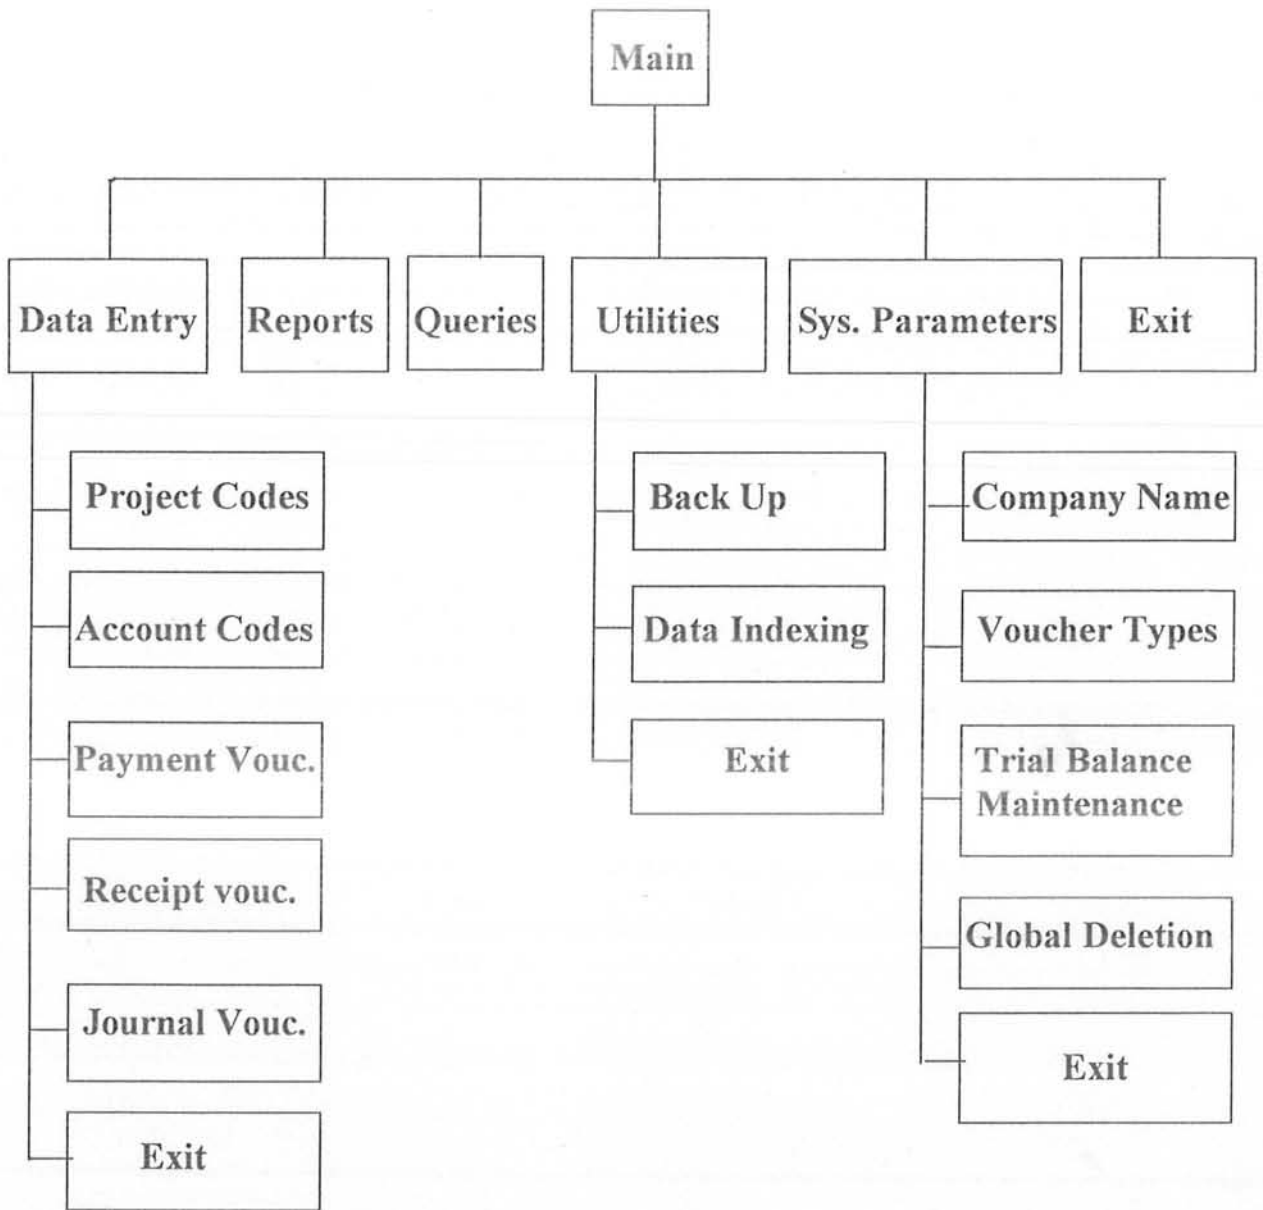 Main
Data Entry
Reports
Queries
Utilities
Sys. Parameters
Exit
Project Codes
Account Codes
Payment Vouc.
Receipt vouc.
Journal Vouc.
Exit
Back Up
Data Indexing
Exit
Company Name
Voucher Types
Trial Balance
Maintenance
Global Deletion
Exit